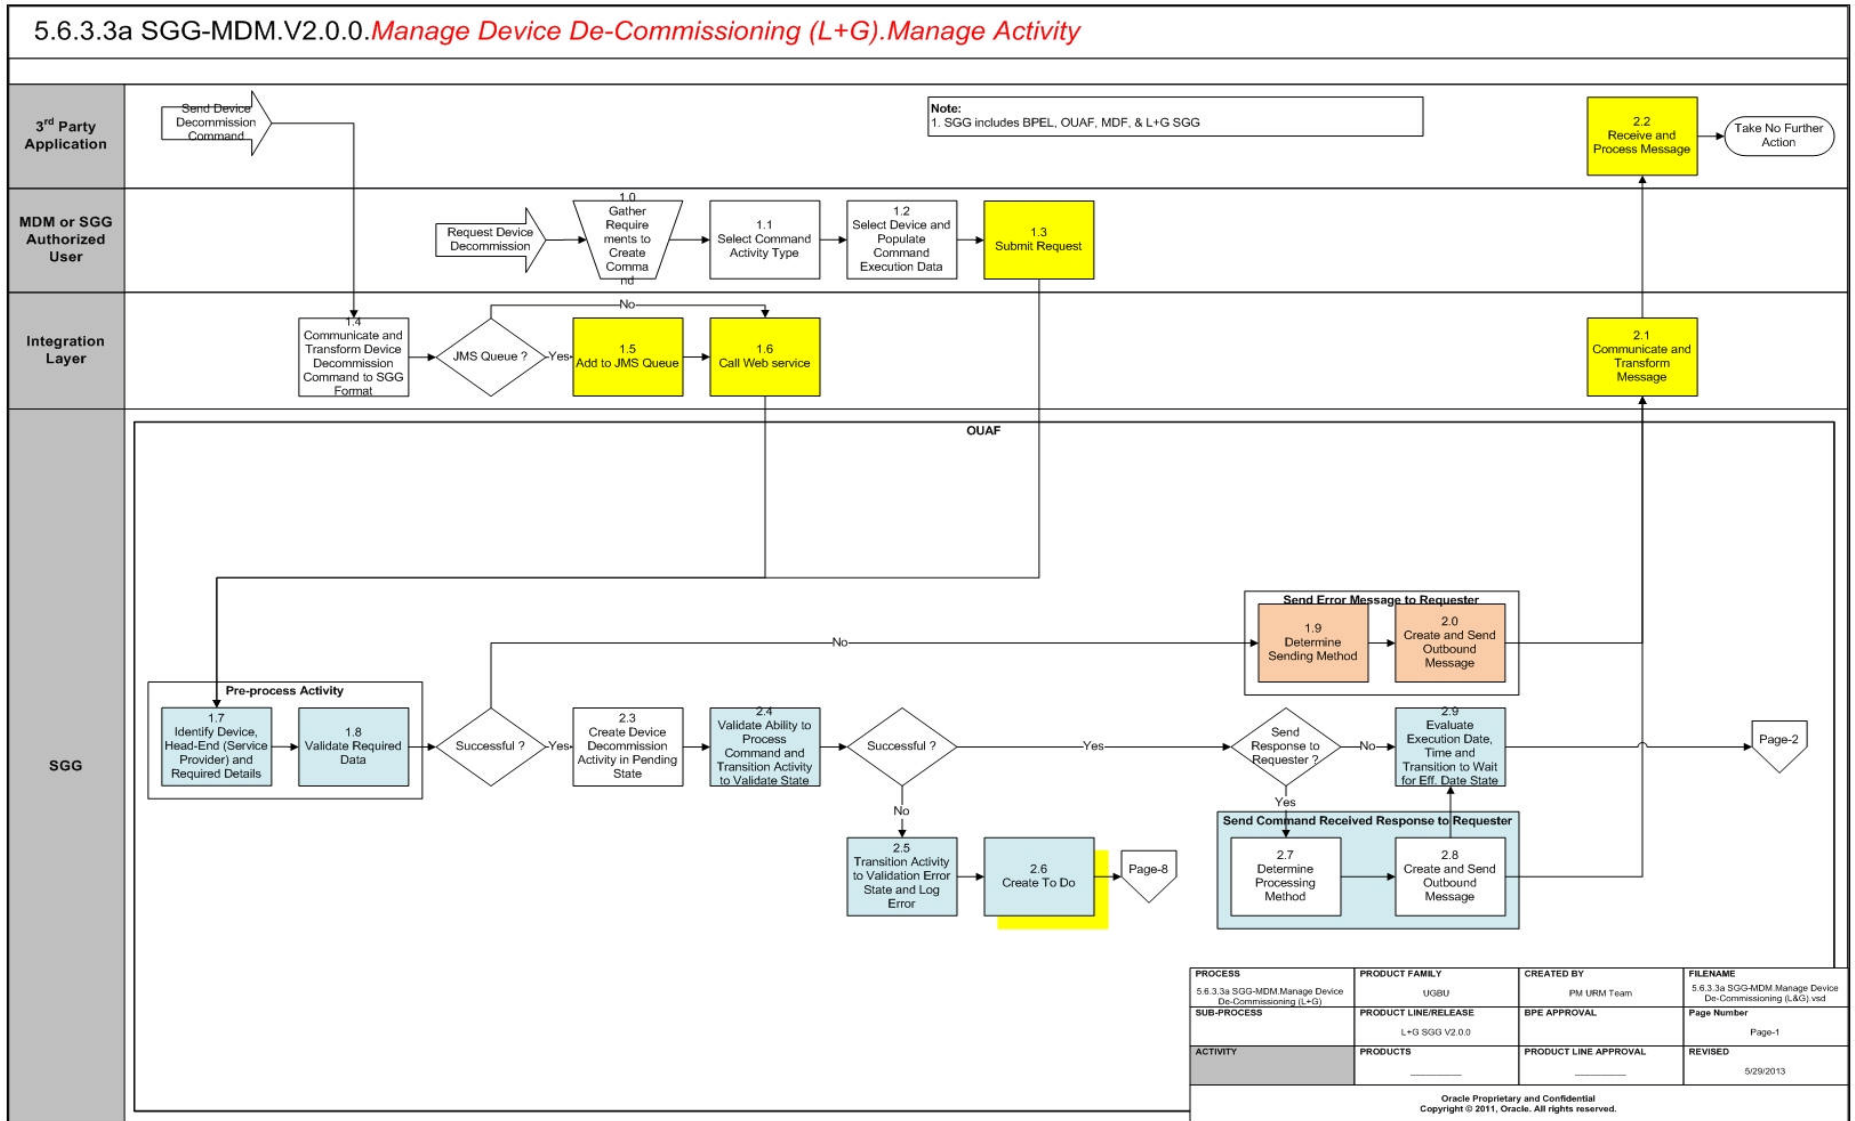 5.6.3.3a SGG-MDM.V2.0.0.Manage Device De-Commissioning (L+G).Manage Activity
3rd Party
Application
Send Device
Decommission
Command
Note:
1. SGG includes BPEL, OUAF, MDF, & L+G SGG
2.2
Receive and
Process Message
Take No Further
Action
MDM or SGG
Authorized
User
Request Device
Decommission
1.0
Gather
Require
ments to
Create
Comma
nd
1.1
Select Command
Activity Type
1.2
Select Device and
Populate
Command
Execution Data
1.3
Submit Request
Integration
Layer
1.4
Communicate and
Transform Device
Decommission
Command to SGG
Format
JMS Queue ?
No
Yes
1.5
Add to JMS Queue
1.6
Call Web service
2.1
Communicate and
Transform
Message
SGG
OUAF
Send Error Message to Requester
1.9
Determine
Sending Method
2.0
Create and Send
Outbound
Message
No
Pre-process Activity
1.7
Identify Device,
Head-End (Service
Provider) and
Required Details
1.8
Validate Required
Data
Successful ?
Yes
2.3
Create Device
Decommission
Activity in Pending
State
2.4
Validate Ability to
Process
Command and
Transition Activity
to Validate State
Successful ?
Yes
Send
Response to
Requester ?
No
2.9
Evaluate
Execution Date,
Time and
Transition to Wait
for Eff. Date State
Page-2
No
Yes
2.5
Transition Activity
to Validation Error
State and Log
Error
2.6
Create To Do
Page-8
Send Command Received Response to Requester
2.7
Determine
Processing
Method
2.8
Create and Send
Outbound
Message
PROCESS
5.6.3.3a SGG-MDM.Manage Device
De-Commissioning (L+G)
PRODUCT FAMILY
UGBU
CREATED BY
PM URM Team
FILENAME
5.6.3.3a SGG-MDM.Manage Device
De-Commissioning (L&G).vsd
SUB-PROCESS
PRODUCT LINE/RELEASE
L+G SGG V2.0.0
BPE APPROVAL
Page Number
Page-1
ACTIVITY
PRODUCTS
PRODUCT LINE APPROVAL
REVISED
5/29/2013
Oracle Proprietary and Confidential
Copyright © 2011, Oracle. All rights reserved.